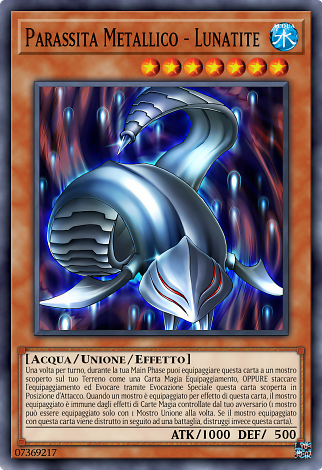 Parassita Metallico - Lunatite
ACQUA
水
[Acqua/Unione/Effetto]
Una volta per turno, durante la tua Main Phase puoi equipaggiare questa carta a un mostro
scoperto sul tuo Terreno come una Carta Magia Equipaggiamento, OPPURE staccare
l'equipaggiamento ed Evocare tramite Evocazione Speciale questa carta scoperta in
Posizione d'Attacco. Quando un mostro è equipaggiato per effetto di questa carta, il mostro
equipaggiato è immune dagli effetti di Carte Magia controllate dal tuo avversario (1 mostro
può essere equipaggiato solo con 1 Mostro Unione alla volta. Se il mostro equipaggiato
con questa carta viene distrutto in seguito ad una battaglia, distruggi invece questa carta).
ATK/1000 DEF/ 500
07369217